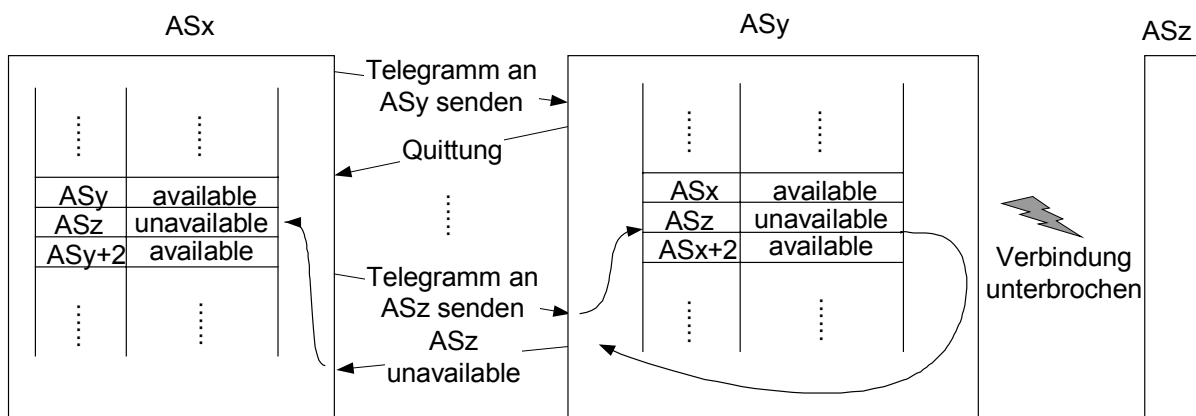 ASx
ASy
ASz
Telegramm an
ASy senden
Quittung
ASy available
ASz unavailable
ASy+2 available
ASx available
ASz unavailable
ASx+2 available
Telegramm an
ASz senden
ASz
unavailable
Verbindung
unterbrochen